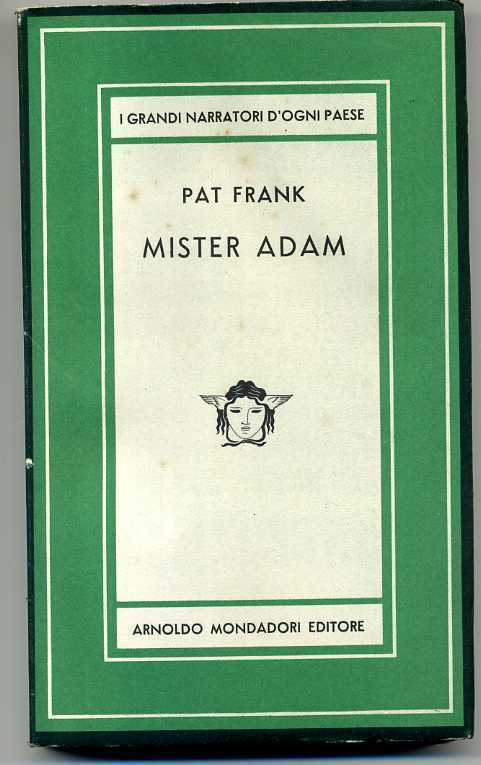 I GRANDI NARRATORI D'OGNI PAESE
PAT FRANK
MISTER ADAM
ARNOLDO MONDADORI EDITORE